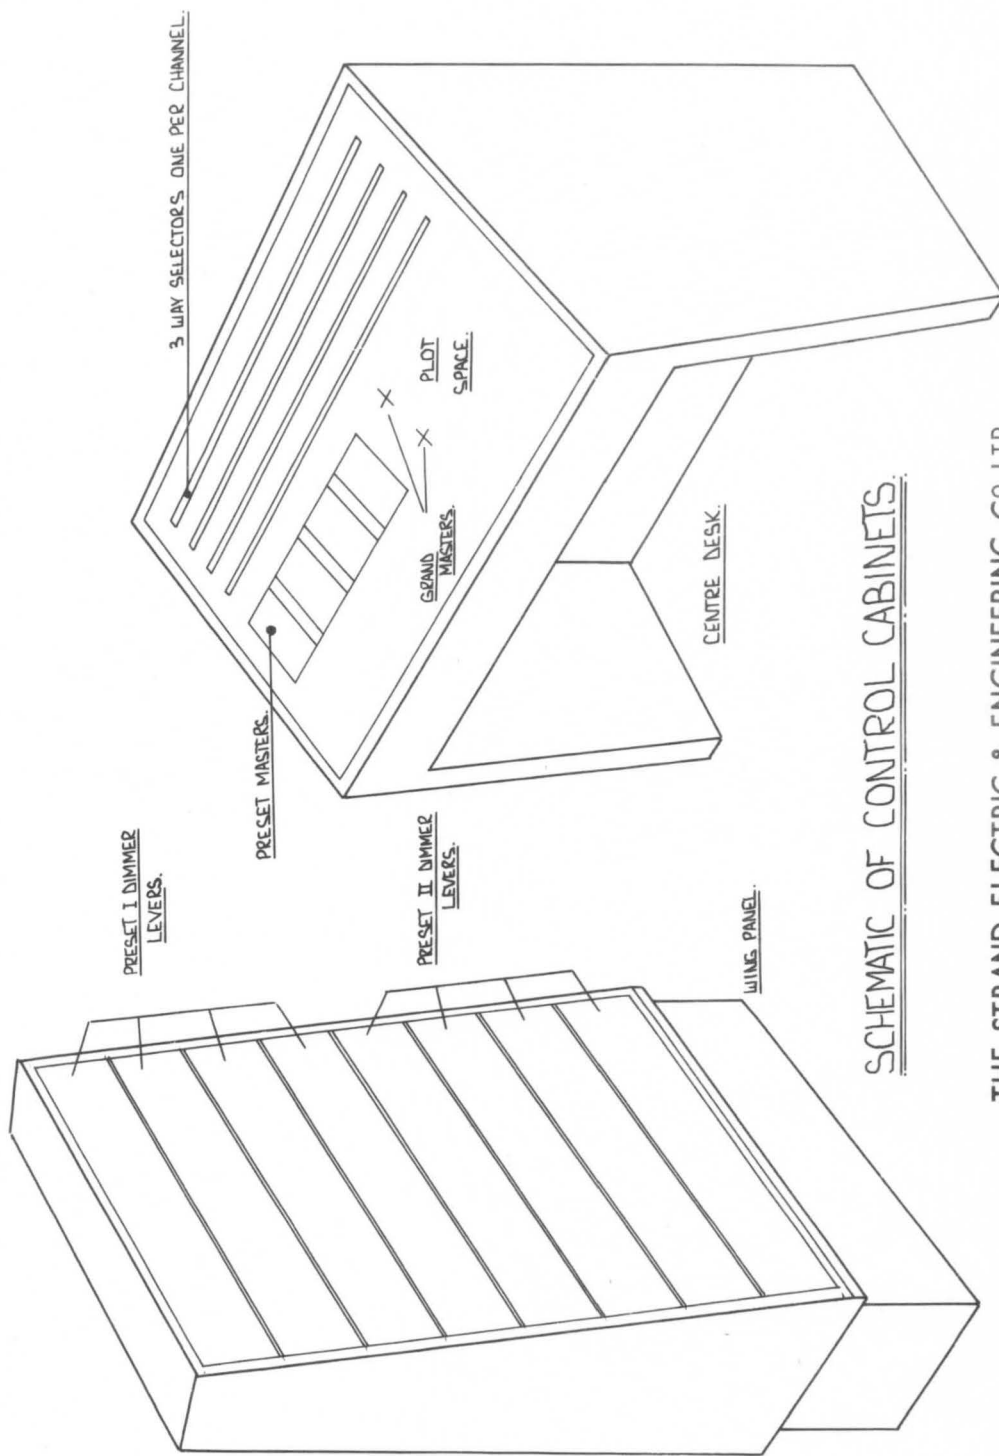 3 WAY SELECTORS ONE PER CHANNEL.
PRESET I DIMMER
LEVERS.
PRESET MASTERS.
PLOT
SPACE.
GRAND
MASTERS.
PRESET II DIMMER
LEVERS.
CENTRE DESK.
WING PANEL.
SCHEMATIC OF CONTROL CABINETS.
THE STRAND ELECTRIC & ENGINEERING CO LTD